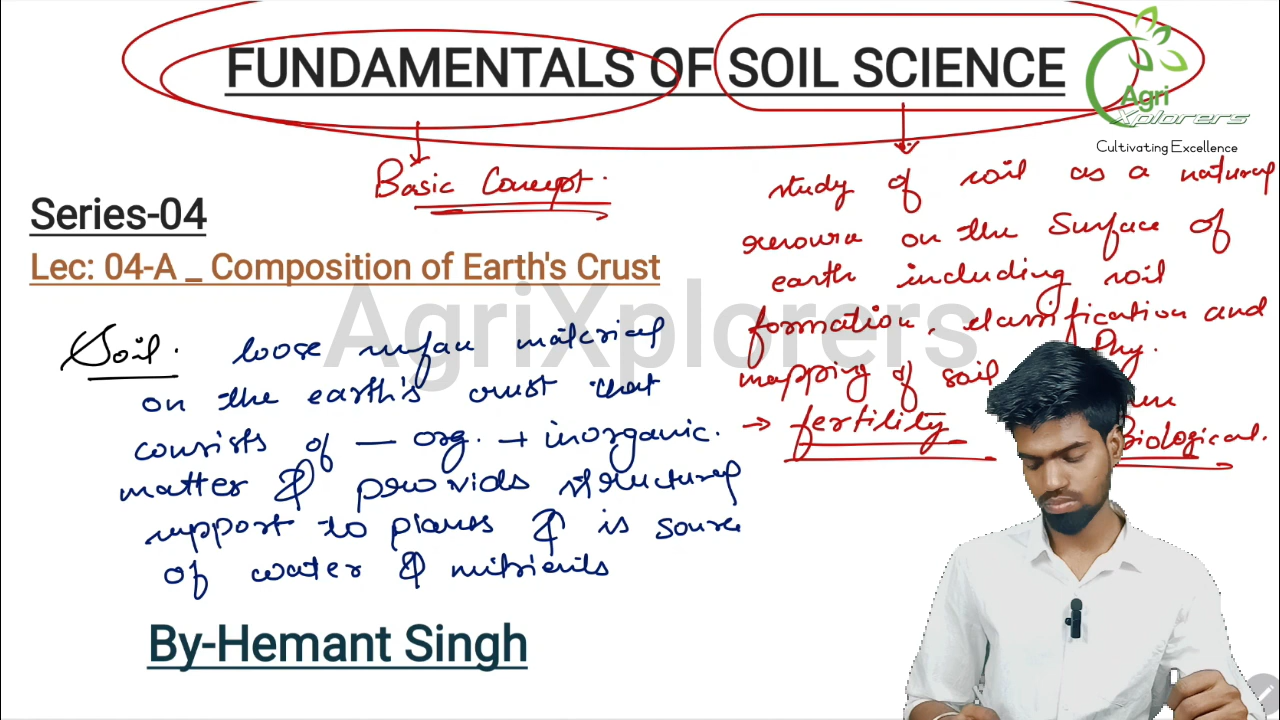 FUNDAMENTALS OF SOIL SCIENCE
Agri
Xplorers
Cultivating Excellence
Basic Concept.
study of soil as a natural
resource on the surface of
earth including soil
formation, classification and
mapping of soil Phy.
→ fertility
Biological.
Series-04
Lec: 04-A _ Composition of Earth's Crust
AgriXplorers
Soil. loose surface material
on the earth's crust that
consists of — org. + inorganic.
matter & provids structural
support to plants & is source
of water & nutrients
By-Hemant Singh